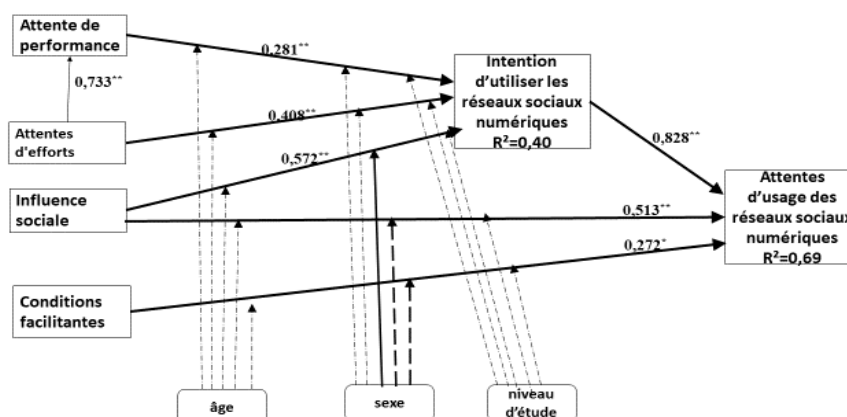 Attente de
performance
0,281**
0,733**
Attentes
d'efforts
0,408**
Intention
d'utiliser les
réseaux sociaux
numériques
R²=0,40
0,828**
0,572**
Influence
sociale
0,513**
Attentes
d'usage des
réseaux sociaux
numériques
R²=0,69
0,272*
Conditions
facilitantes
âge
sexe
niveau
d'étude